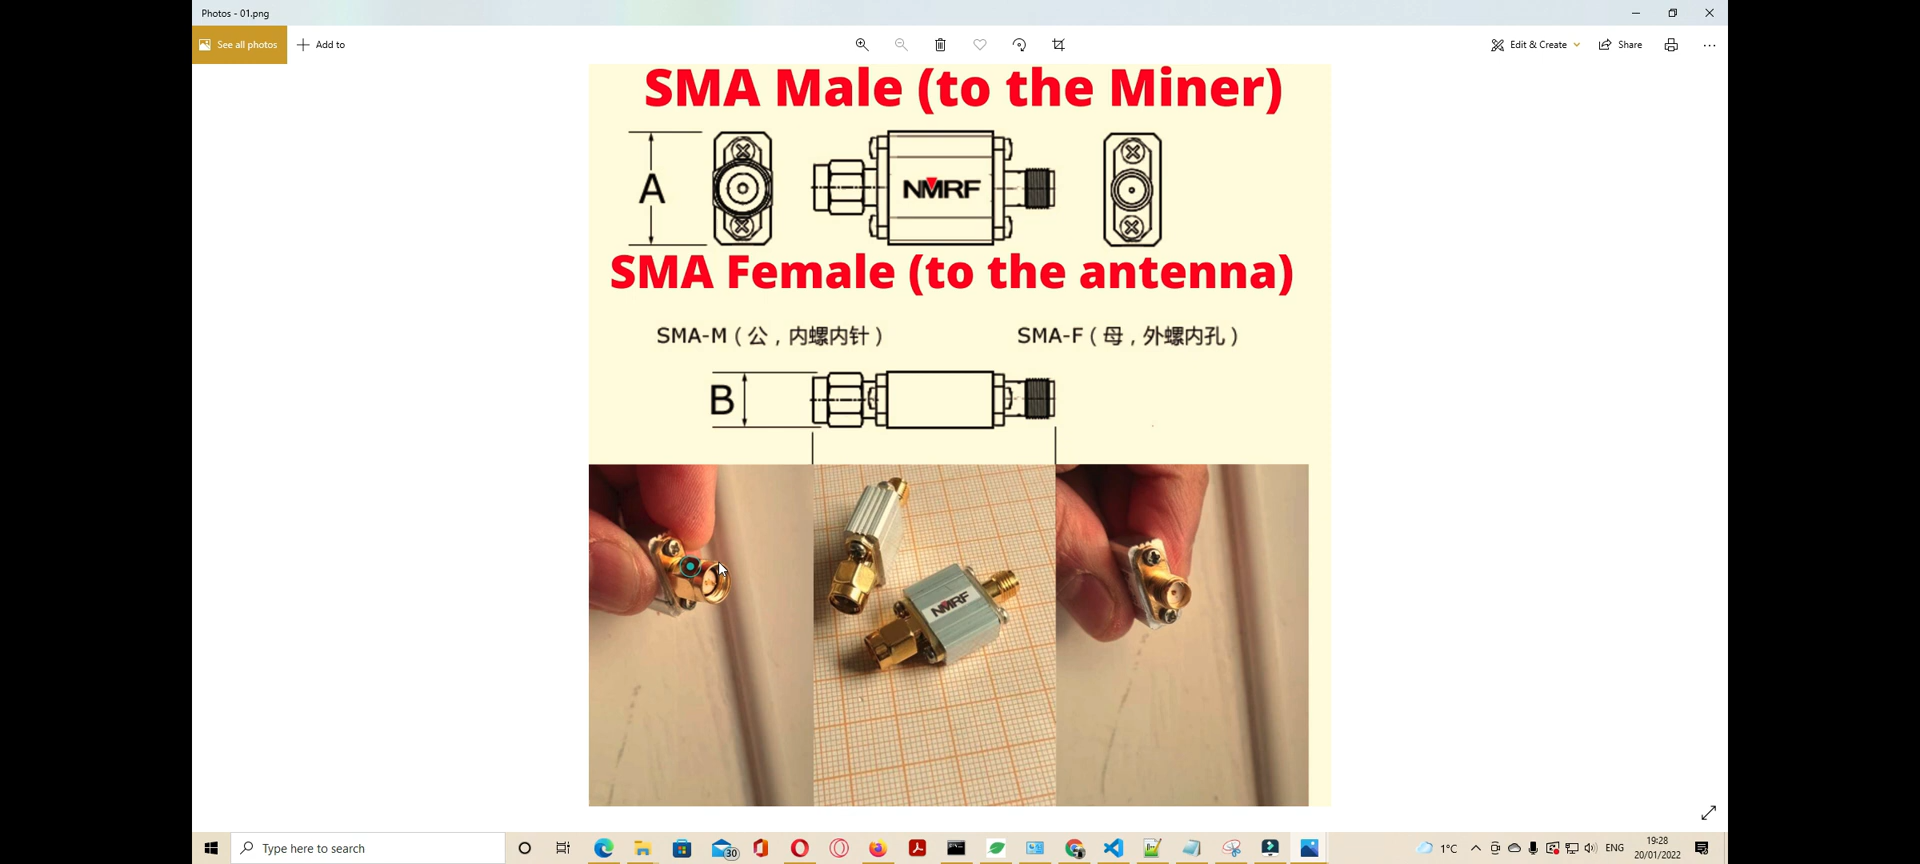 Photos - 01.png
See all photos
Add to
Edit & Create
Share
SMA Male (to the Miner)
A
NMRF
SMA Female (to the antenna)
SMA-M（公，内螺内针）
SMA-F（母，外螺内孔）
B
NMRF
Type here to search
30
1°C
ENG
19:28
20/01/2022